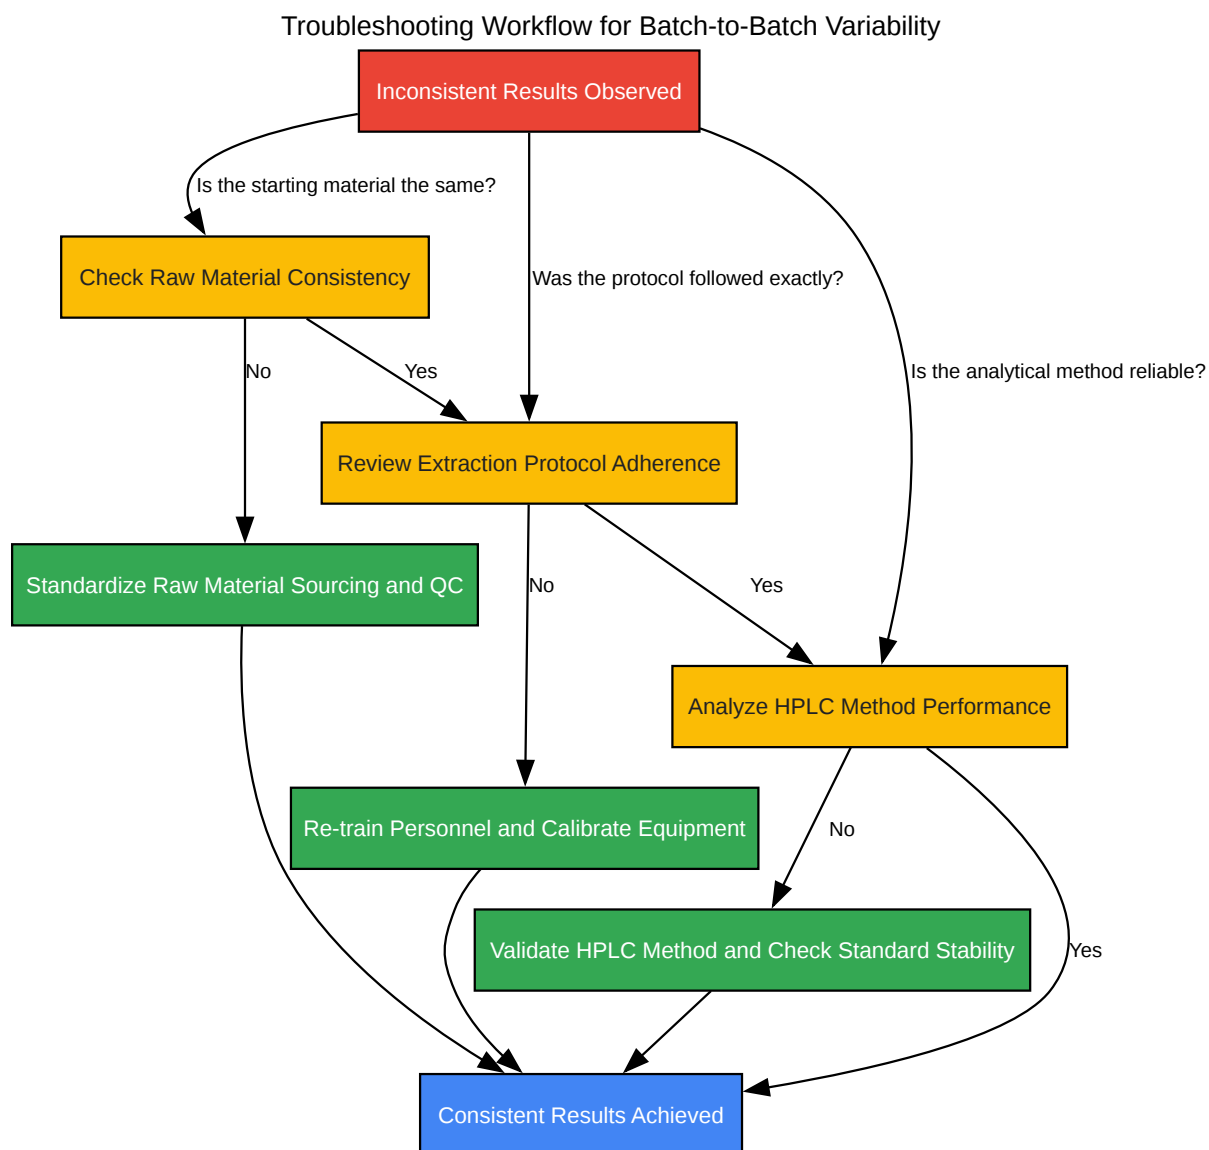 Troubleshooting Workflow for Batch-to-Batch Variability
Inconsistent Results Observed
Is the starting material the same?
Check Raw Material Consistency
Was the protocol followed exactly?
No
Yes
Is the analytical method reliable?
Review Extraction Protocol Adherence
Standardize Raw Material Sourcing and QC
No
Yes
Analyze HPLC Method Performance
Re-train Personnel and Calibrate Equipment
No
Validate HPLC Method and Check Standard Stability
Yes
Consistent Results Achieved